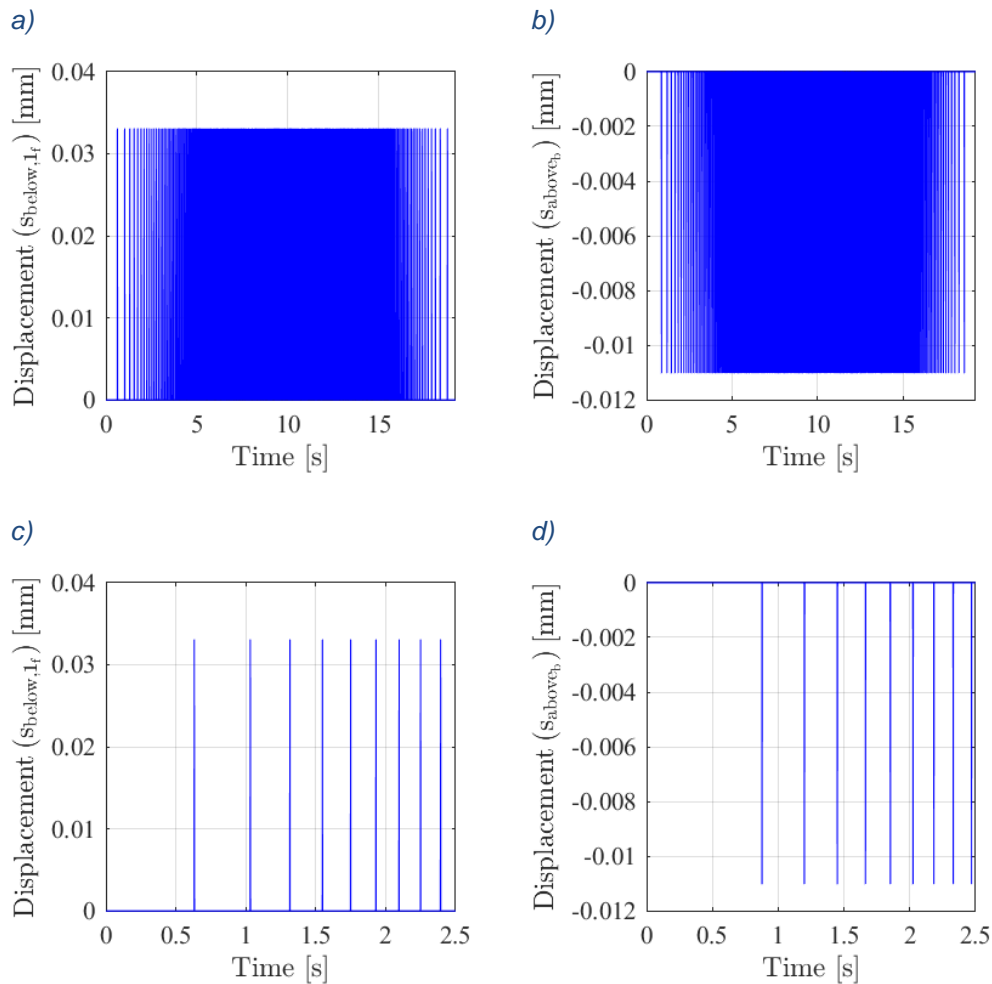 a)
Displacement (s_below,1_f) [mm]
0.04
0.03
0.02
0.01
0
0 5 10 15
Time [s]
b)
Displacement (s_above_b) [mm]
0
-0.002
-0.004
-0.006
-0.008
-0.01
-0.012
0 5 10 15
Time [s]
c)
Displacement (s_below,1_f) [mm]
0.04
0.03
0.02
0.01
0
0 0.5 1 1.5 2 2.5
Time [s]
d)
Displacement (s_above_b) [mm]
0
-0.002
-0.004
-0.006
-0.008
-0.01
-0.012
0 0.5 1 1.5 2 2.5
Time [s]